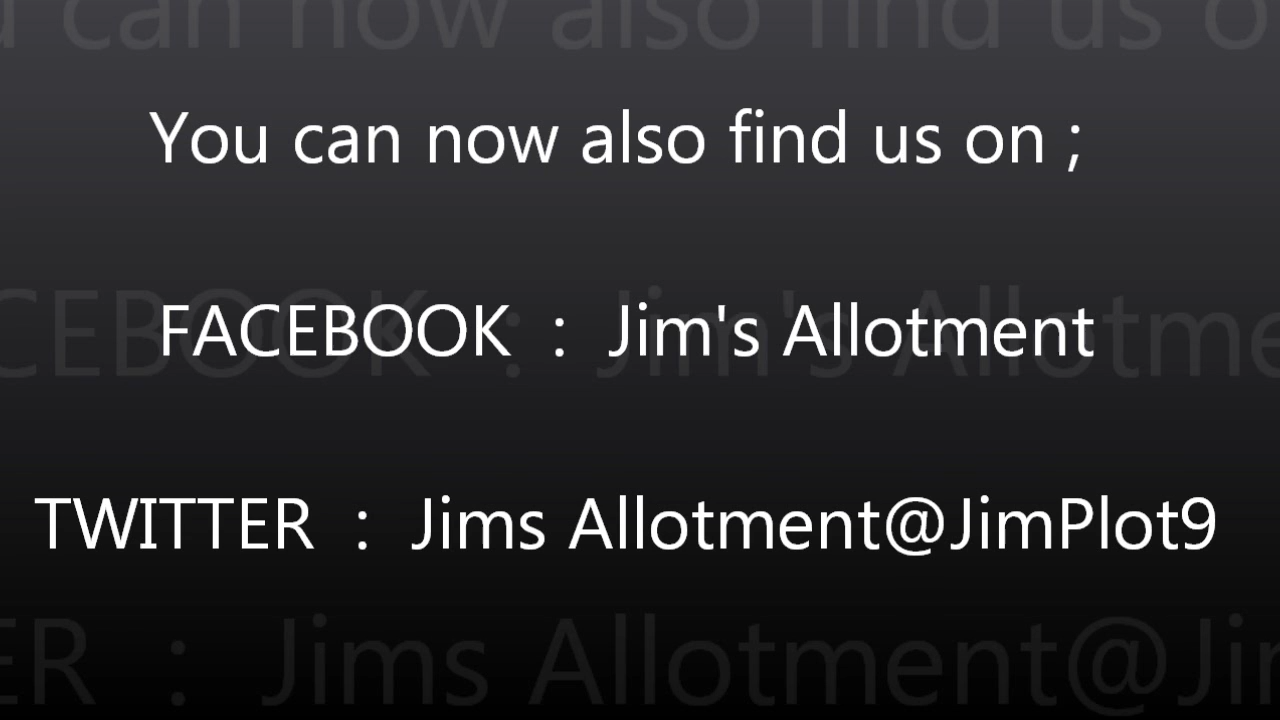 You can now also find us on ;
FACEBOOK : Jim's Allotment
TWITTER : Jims Allotment@JimPlot9